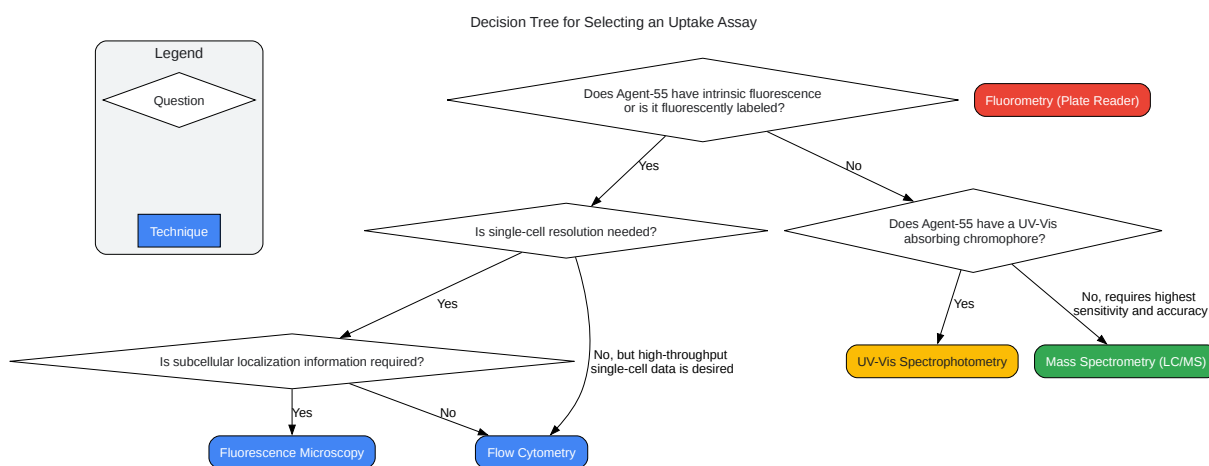 Decision Tree for Selecting an Uptake Assay
Legend
Question
Technique
Does Agent-55 have intrinsic fluorescence
or is it fluorescently labeled?
Fluorometry (Plate Reader)
Yes
No
Is single-cell resolution needed?
Does Agent-55 have a UV-Vis
absorbing chromophore?
Yes
No, but high-throughput
single-cell data is desired
Yes
No, requires highest
sensitivity and accuracy
Is subcellular localization information required?
UV-Vis Spectrophotometry
Mass Spectrometry (LC/MS)
Yes
No
Fluorescence Microscopy
Flow Cytometry